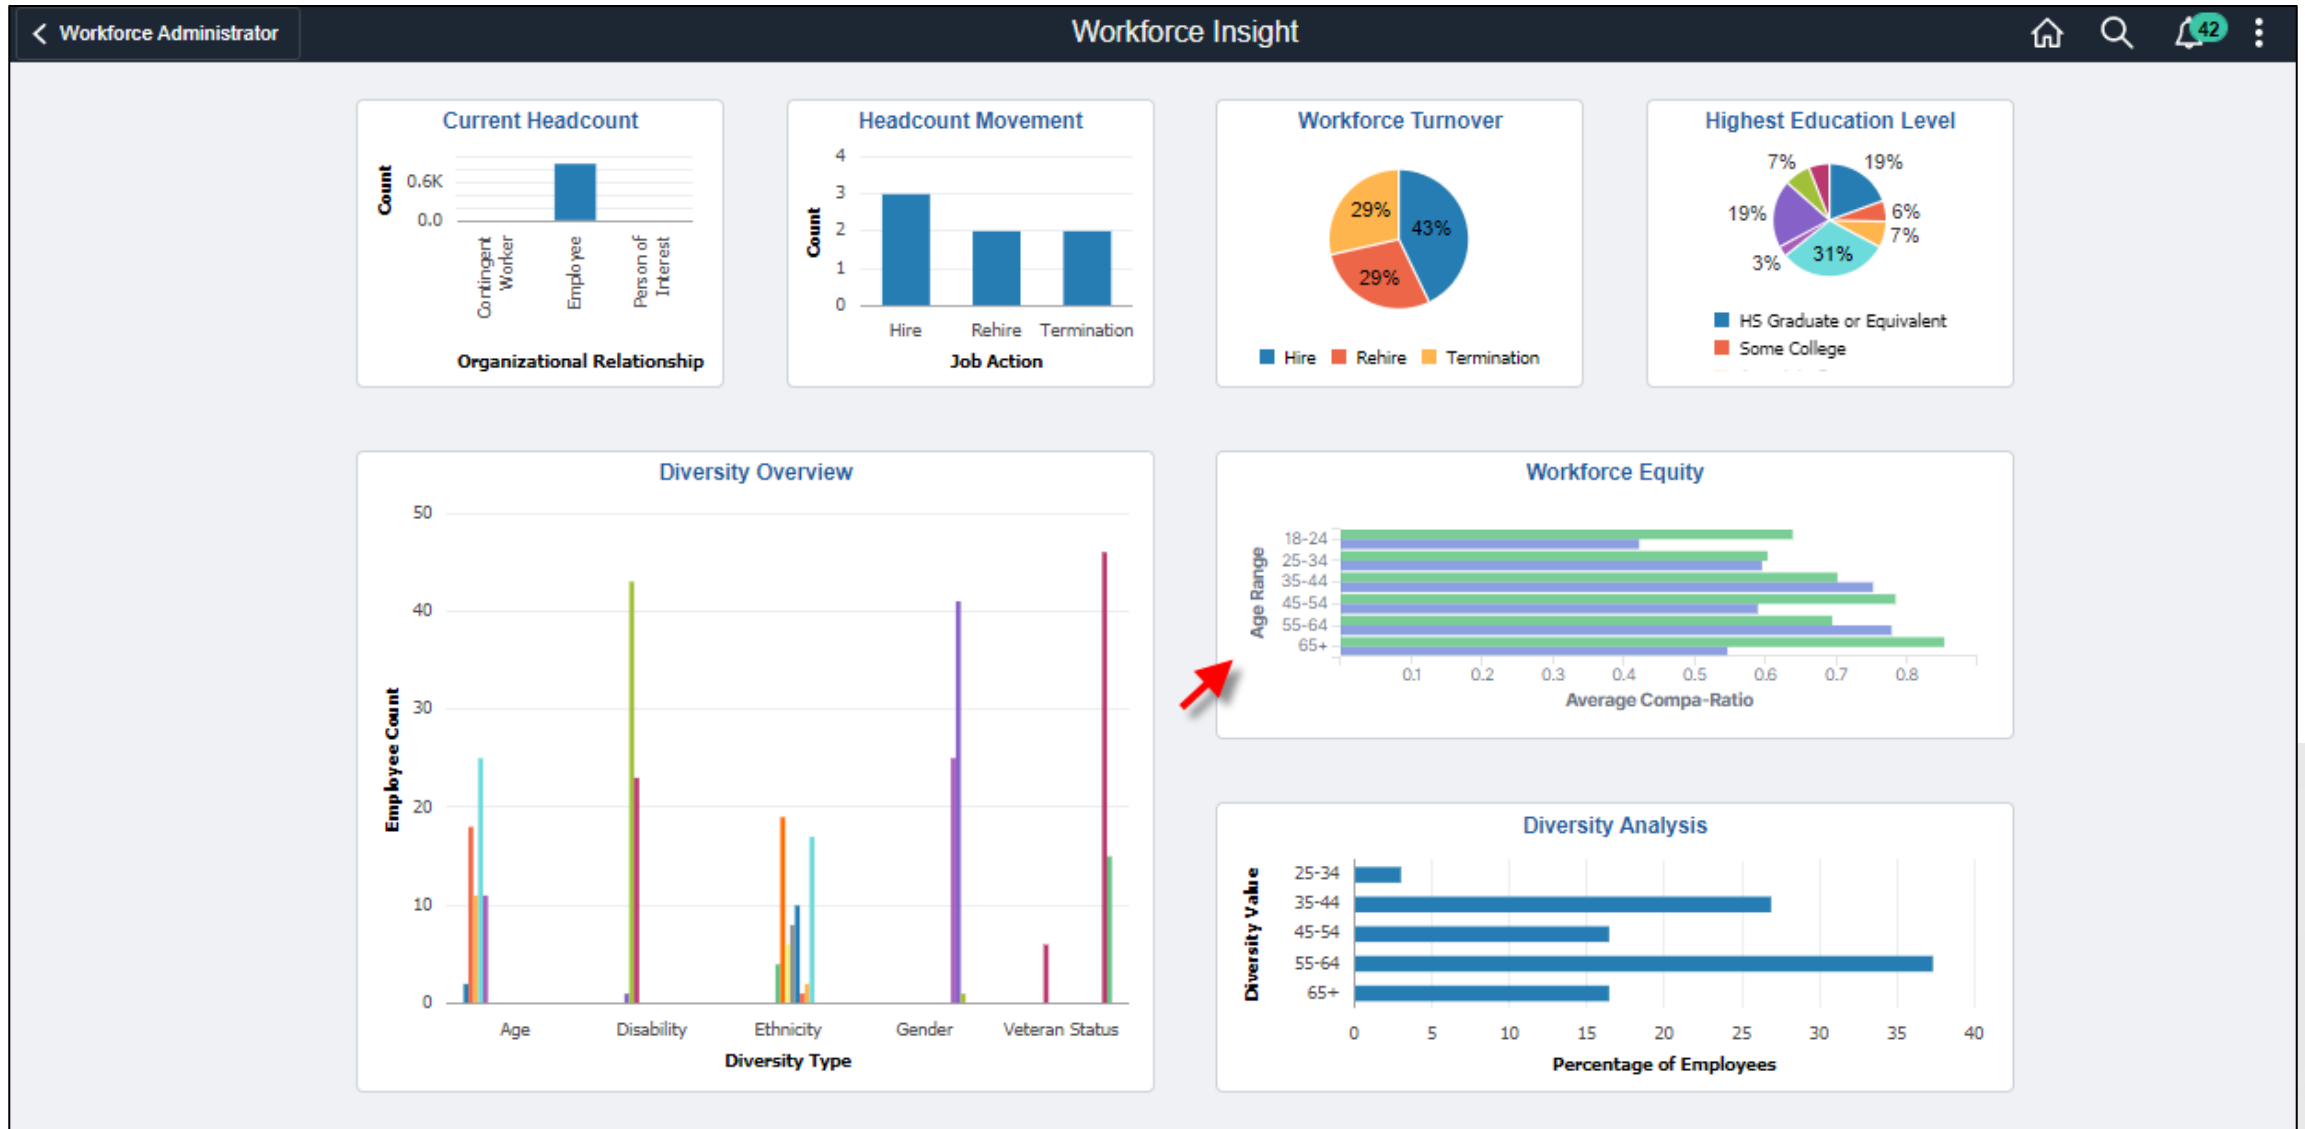 Workforce Administrator
Workforce Insight
42
Current Headcount
Count
0.6K
0.0
Contingent
Worker
Employee
Person of
Interest
Organizational Relationship
Headcount Movement
Count
4
3
2
1
0
Hire Rehire Termination
Job Action
Workforce Turnover
29%
43%
29%
Hire Rehire Termination
Highest Education Level
7% 19%
19% 6%
7%
3% 31%
HS Graduate or Equivalent
Some College
Diversity Overview
Employee Count
50
40
30
20
10
0
Age Disability Ethnicity Gender Veteran Status
Diversity Type
Workforce Equity
Age Range
18-24
25-34
35-44
45-54
55-64
65+
0.1 0.2 0.3 0.4 0.5 0.6 0.7 0.8
Average Compa-Ratio
Diversity Analysis
Diversity Value
25-34
35-44
45-54
55-64
65+
0 5 10 15 20 25 30 35 40
Percentage of Employees